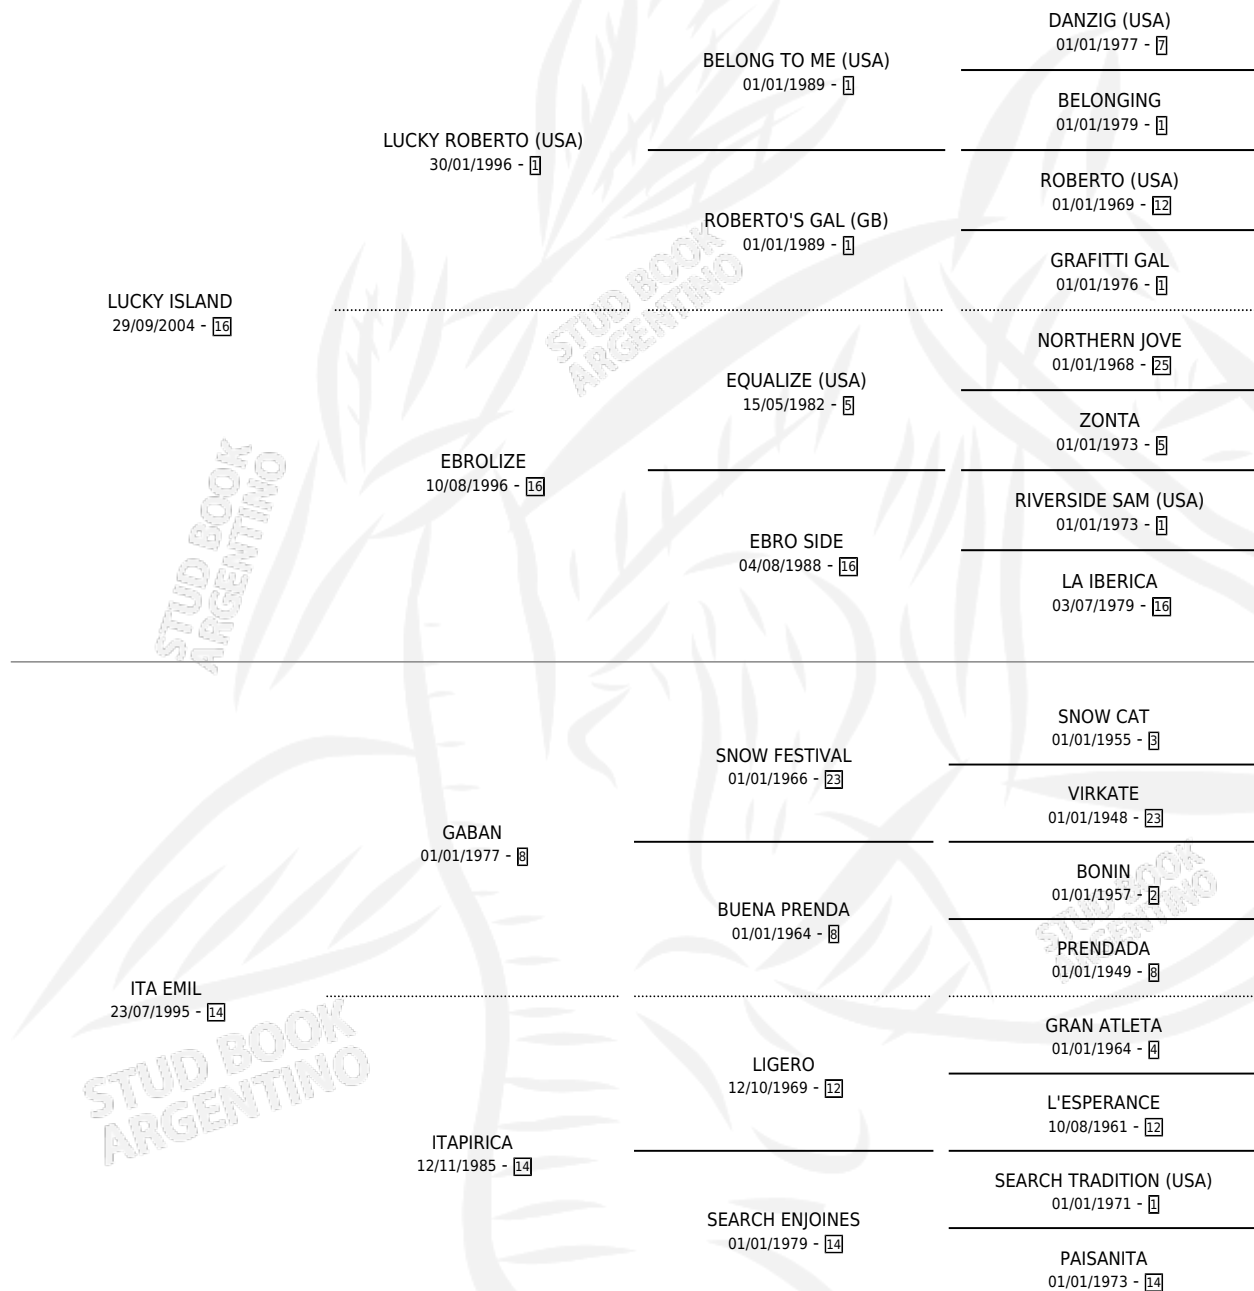 DANZIG (USA)
01/01/1977 - 7
BELONG TO ME (USA)
01/01/1989 - 1
BELONGING
01/01/1979 - 1
LUCKY ROBERTO (USA)
30/01/1996 - 1
ROBERTO (USA)
01/01/1969 - 12
ROBERTO'S GAL (GB)
01/01/1989 - 1
GRAFITTI GAL
01/01/1976 - 1
LUCKY ISLAND
29/09/2004 - 16
NORTHERN JOVE
01/01/1968 - 25
EQUALIZE (USA)
15/05/1982 - 5
ZONTA
01/01/1973 - 5
EBROLIZE
10/08/1996 - 16
RIVERSIDE SAM (USA)
01/01/1973 - 1
EBRO SIDE
04/08/1988 - 16
LA IBERICA
03/07/1979 - 16
SNOW CAT
01/01/1955 - 3
SNOW FESTIVAL
01/01/1966 - 23
VIRKATE
01/01/1948 - 23
GABAN
01/01/1977 - 8
BONIN
01/01/1957 - 2
BUENA PRENDA
01/01/1964 - 8
PRENDADA
01/01/1949 - 8
ITA EMIL
23/07/1995 - 14
GRAN ATLETA
01/01/1964 - 4
LIGERO
12/10/1969 - 12
L'ESPERANCE
10/08/1961 - 12
ITAPIRICA
12/11/1985 - 14
SEARCH TRADITION (USA)
01/01/1971 - 1
SEARCH ENJOINES
01/01/1979 - 14
PAISANITA
01/01/1973 - 14
STUD BOOK
ARGENTINO
STUD BOOK
ARGENTINO
STUD BOOK
ARGENTINO
STUD BOOK
ARGENTINO